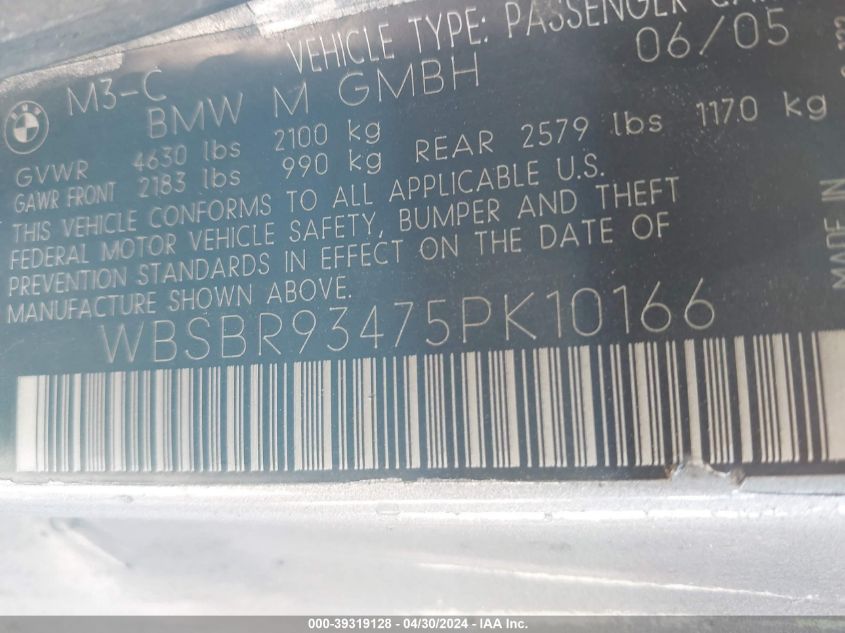 VEHICLE TYPE: PASSENGER CAR
M3-C
06/05
BMW M GMBH
GVWR 4630 lbs 2100 kg
GAWR FRONT 2183 lbs 990 kg REAR 2579 lbs 1170 kg
THIS VEHICLE CONFORMS TO ALL APPLICABLE U.S.
FEDERAL MOTOR VEHICLE SAFETY, BUMPER AND THEFT
PREVENTION STANDARDS IN EFFECT ON THE DATE OF
MANUFACTURE SHOWN ABOVE.
WBSBR93475PK10166
MADE IN
000-39319128 - 04/30/2024 - IAA Inc.